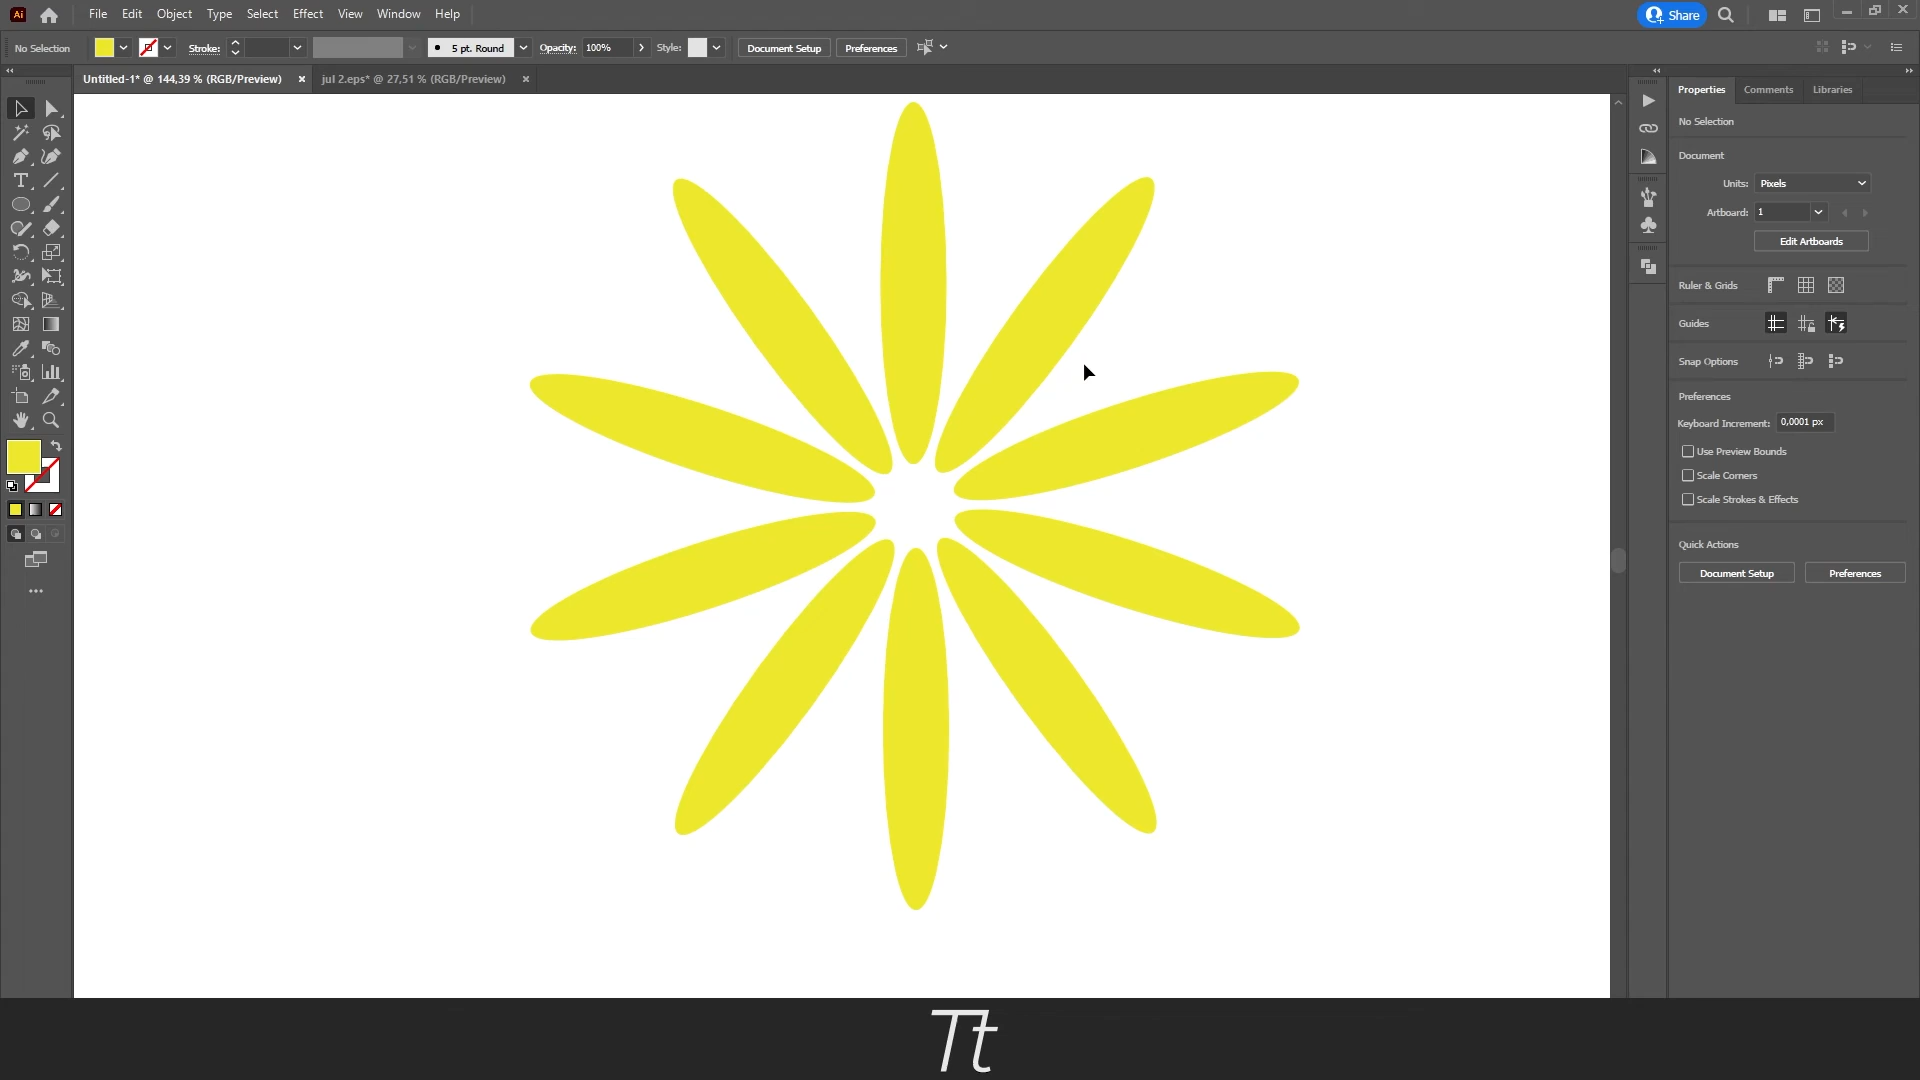 Ai File Edit Object Type Select Effect View Window Help Share
No Selection Stroke: 5 pt. Round Opacity: 100% Style: Document Setup Preferences
Untitled-1* @ 144,39 % (RGB/Preview) × jul 2.eps* @ 27,51 % (RGB/Preview) ×
Properties Comments Libraries
No Selection
Document
Units: Pixels
Artboard: 1
Edit Artboards
Ruler & Grids
Guides
Snap Options
Preferences
Keyboard Increment: 0,0001 px
Use Preview Bounds
Scale Corners
Scale Strokes & Effects
Quick Actions
Document Setup Preferences
Tt